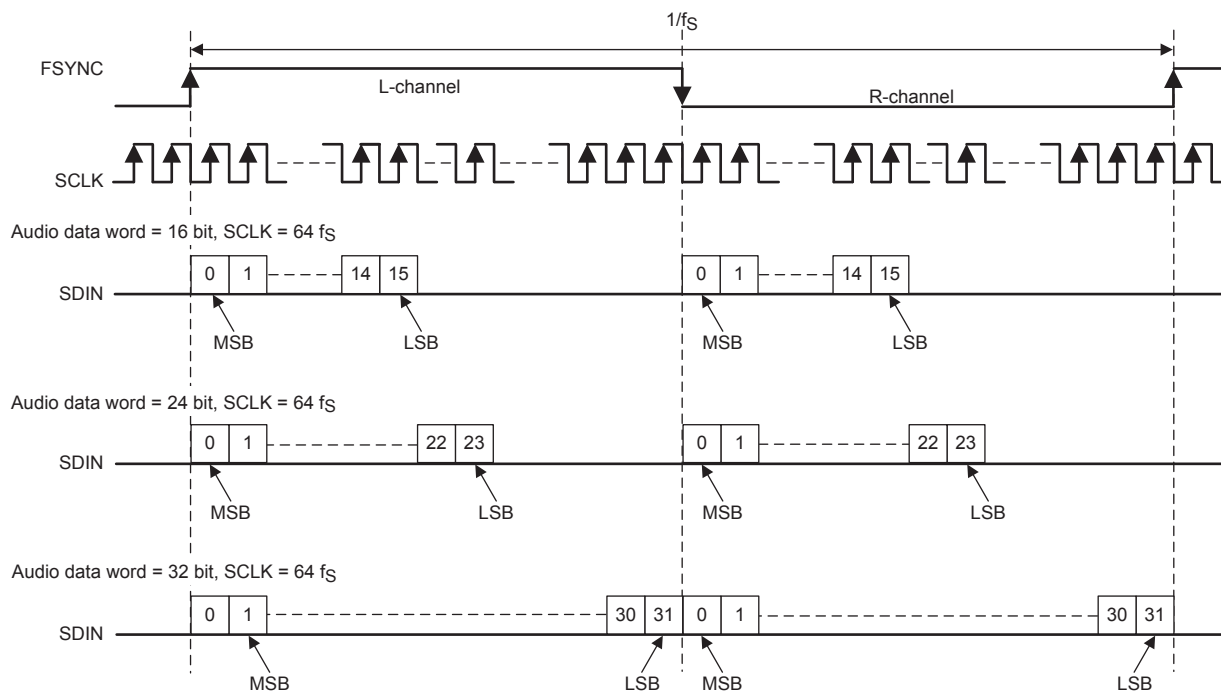 1/fS
FSYNC
L-channel
R-channel
SCLK
Audio data word = 16 bit, SCLK = 64 fS
SDIN
0 1 14 15 0 1 14 15
MSB LSB MSB LSB
Audio data word = 24 bit, SCLK = 64 fS
SDIN
0 1 22 23 0 1 22 23
MSB LSB MSB LSB
Audio data word = 32 bit, SCLK = 64 fS
SDIN
0 1 30 31 0 1 30 31
MSB LSB MSB LSB